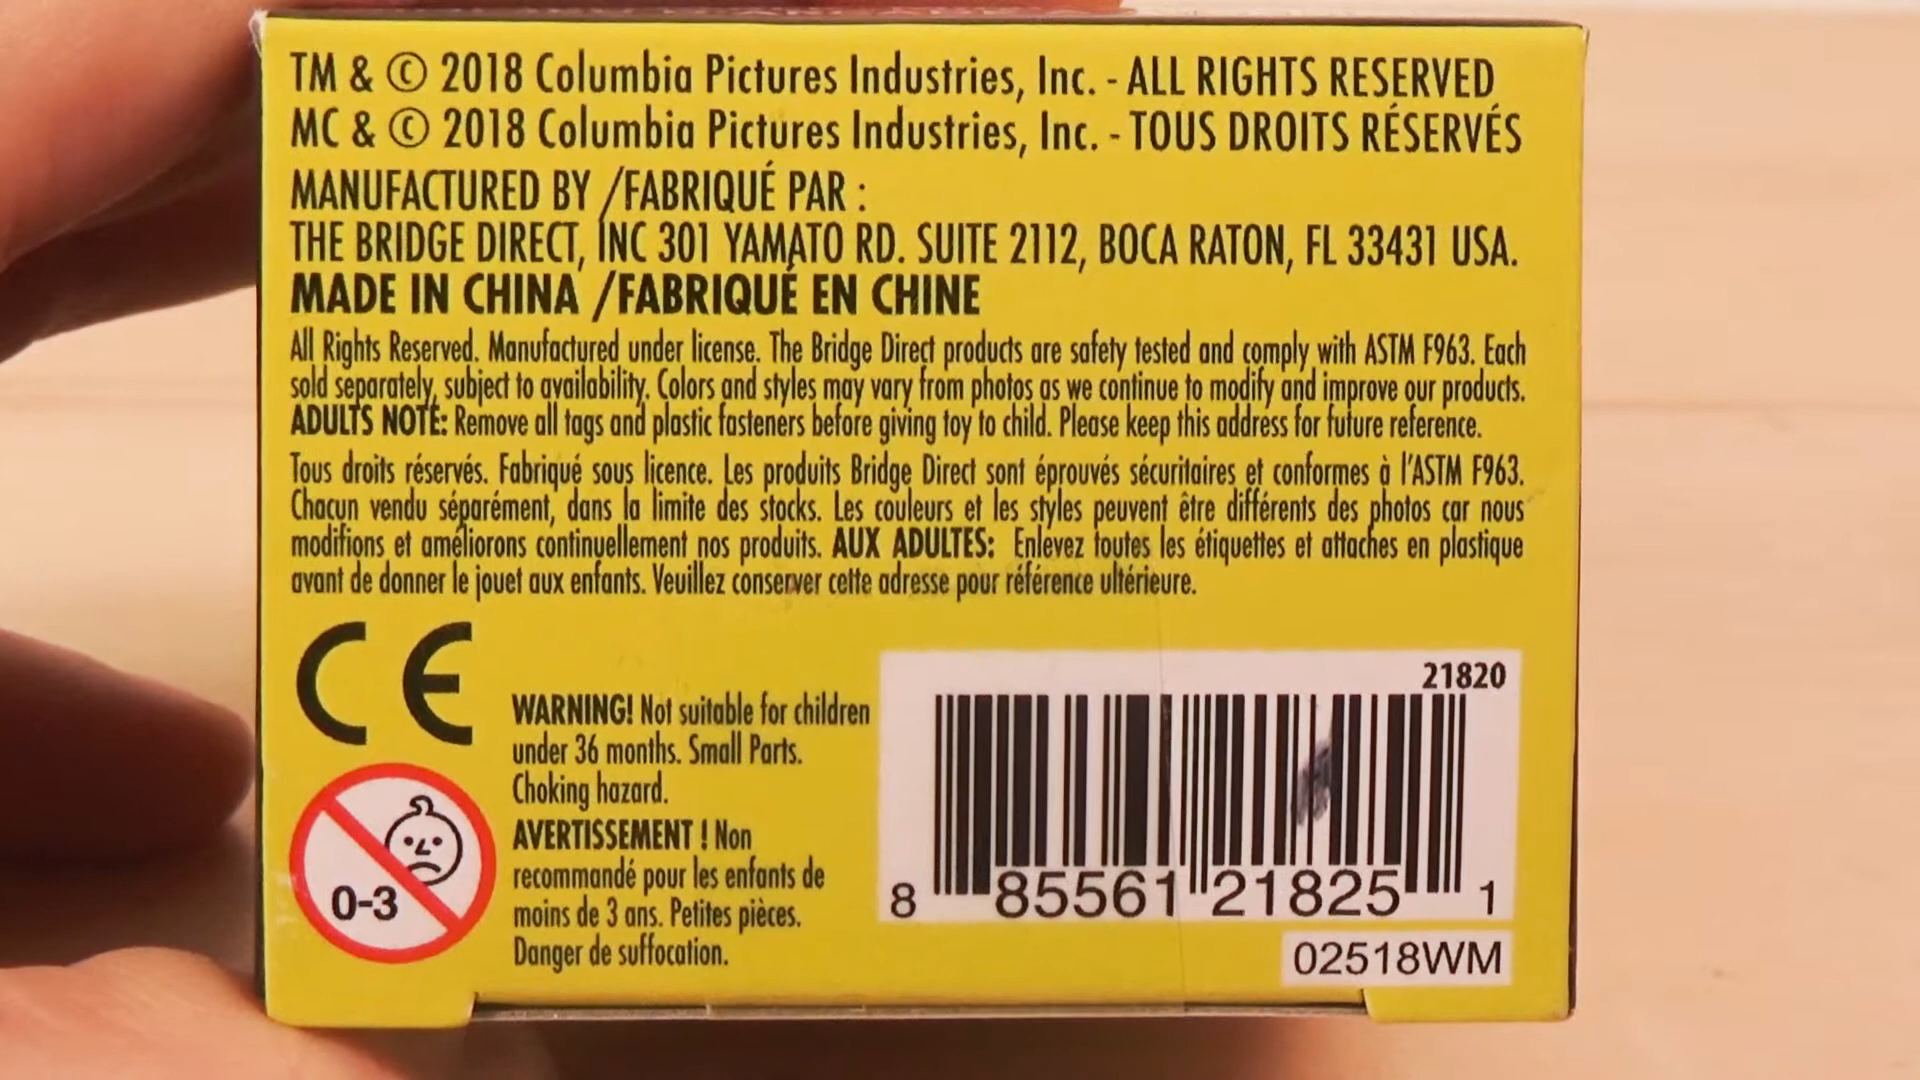 TM & © 2018 Columbia Pictures Industries, Inc. - ALL RIGHTS RESERVED
MC & © 2018 Columbia Pictures Industries, Inc. - TOUS DROITS RÉSERVÉS
MANUFACTURED BY /FABRIQUÉ PAR :
THE BRIDGE DIRECT, INC 301 YAMATO RD. SUITE 2112, BOCA RATON, FL 33431 USA.
MADE IN CHINA /FABRIQUÉ EN CHINE
All Rights Reserved. Manufactured under license. The Bridge Direct products are safety tested and comply with ASTM F963. Each
sold separately, subject to availability. Colors and styles may vary from photos as we continue to modify and improve our products.
ADULTS NOTE: Remove all tags and plastic fasteners before giving toy to child. Please keep this address for future reference.
Tous droits réservés. Fabriqué sous licence. Les produits Bridge Direct sont éprouvés sécuritaires et conformes à l'ASTM F963.
Chacun vendu séparément, dans la limite des stocks. Les couleurs et les styles peuvent être différents des photos car nous
modifions et améliorons continuellement nos produits. AUX ADULTES: Enlevez toutes les étiquettes et attaches en plastique
avant de donner le jouet aux enfants. Veuillez conserver cette adresse pour référence ultérieure.
CE
WARNING! Not suitable for children
under 36 months. Small Parts.
Choking hazard.
AVERTISSEMENT ! Non
recommandé pour les enfants de
moins de 3 ans. Petites pièces.
Danger de suffocation.
0-3
21820
8 85561 21825 1
02518WM